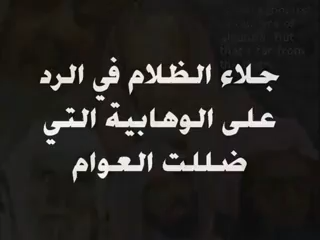 جلاء الظلام في الرد
على الوهابية التي
ضللت العوام